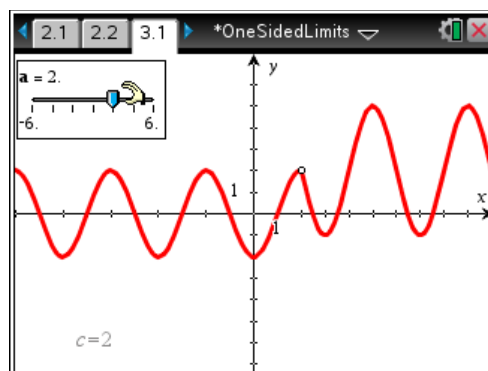 2.1 2.2 3.1 *OneSidedLimits
a = 2.
-6. 6.
y
1
x
1
c=2